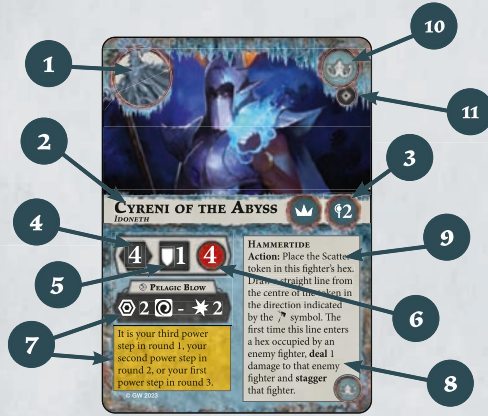 10
1
11
2
3
CYRENI OF THE ABYSS
IDONETH
2
4
4
1
4
9
HAMMERTIDE
Action: Place the Scatter
token in this fighter's hex.
Draw a straight line from
the centre of the token in
the direction indicated
by the symbol. The
first time this line enters
a hex occupied by an
enemy fighter, deal 1
damage to that enemy
fighter and stagger
that fighter.
5
PELAGIC BLOW
2 - 2
6
7
It is your third power
step in round 1, your
second power step in
round 2, or your first
power step in round 3.
8
© GW 2023